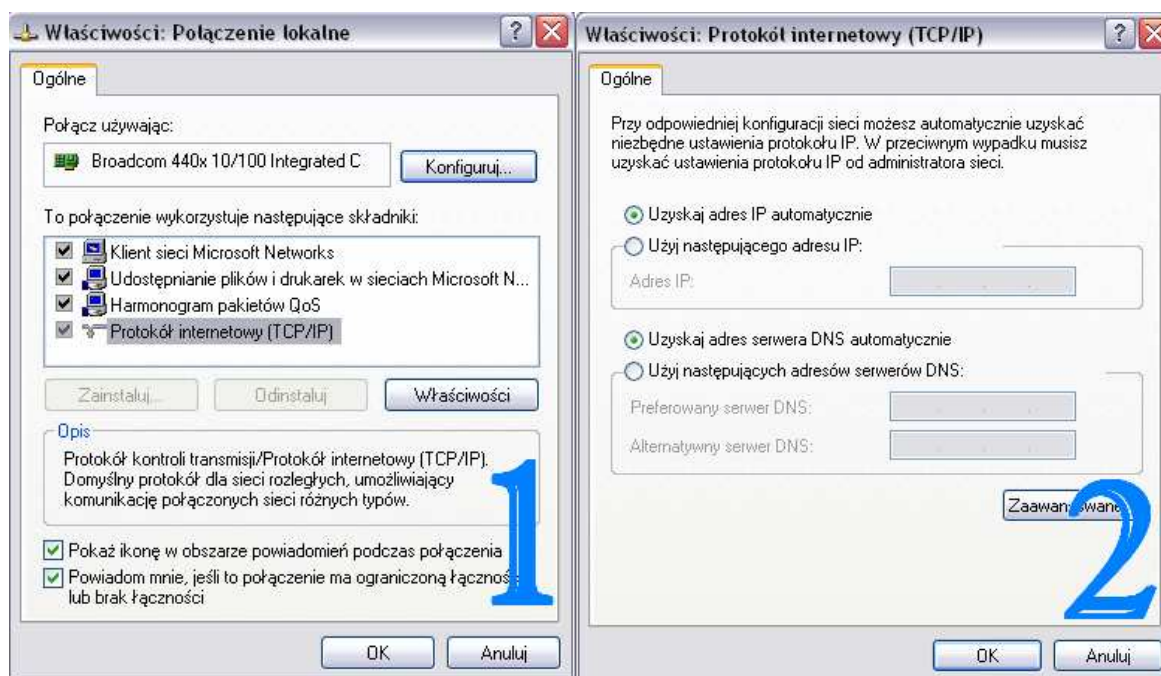 Właściwości: Połączenie lokalne
Ogólne
Połącz używając:
Broadcom 440x 10/100 Integrated C
Konfiguruj...
To połączenie wykorzystuje następujące składniki:
Klient sieci Microsoft Networks
Udostępnianie plików i drukarek w sieciach Microsoft N...
Harmonogram pakietów QoS
Protokół internetowy (TCP/IP)
Zainstaluj... Odinstaluj Właściwości
Opis
Protokół kontroli transmisji/Protokół internetowy (TCP/IP).
Domyślny protokół dla sieci rozległych, umożliwiający
komunikację połączonych sieci różnych typów.
Pokaż ikonę w obszarze powiadomień podczas połączenia
Powiadom mnie, jeśli to połączenie ma ograniczoną łączność
lub brak łączności
1
OK Anuluj
Właściwości: Protokół internetowy (TCP/IP)
Ogólne
Przy odpowiedniej konfiguracji sieci możesz automatycznie uzyskać
niezbędne ustawienia protokołu IP. W przeciwnym wypadku musisz
uzyskać ustawienia protokołu IP od administratora sieci.
Uzyskaj adres IP automatycznie
Użyj następującego adresu IP:
Adres IP:
Uzyskaj adres serwera DNS automatycznie
Użyj następujących adresów serwerów DNS:
Preferowany serwer DNS:
Alternatywny serwer DNS:
Zaawansowane...
2
OK Anuluj